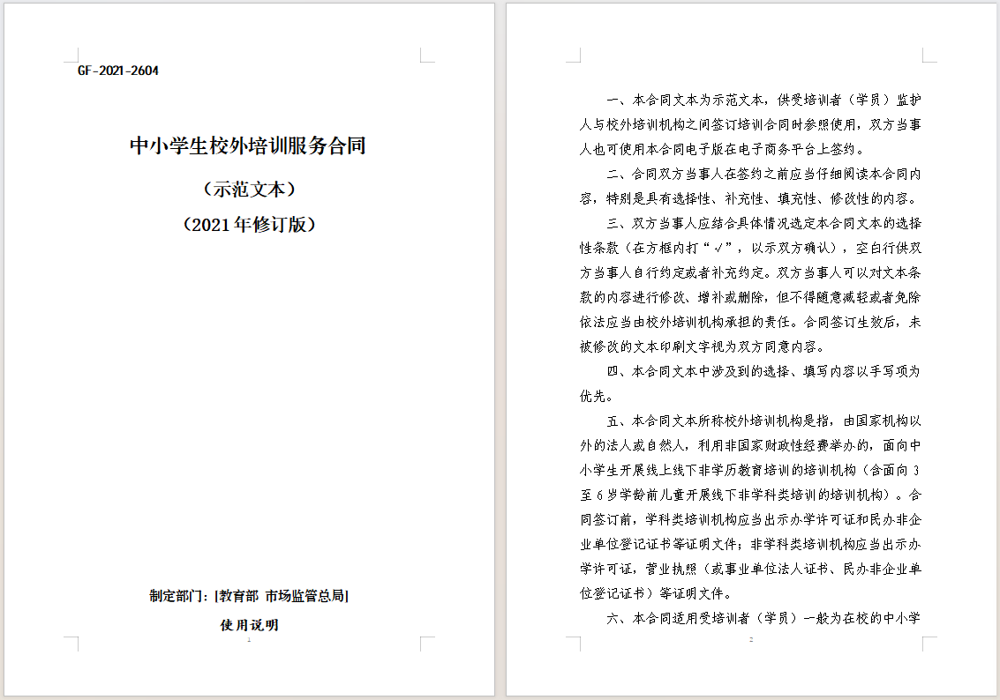 GF-2021-2604
中小学生校外培训服务合同
（示范文本）
（2021年修订版）
制定部门：[教育部 市场监管总局]
使用说明
1
一、本合同文本为示范文本，供受培训者（学员）监护
人与校外培训机构之间签订培训合同时参照使用，双方当事
人也可使用本合同电子版在电子商务平台上签约。
二、合同双方当事人在签约之前应当仔细阅读本合同内
容，特别是具有选择性、补充性、填充性、修改性的内容。
三、双方当事人应结合具体情况选定本合同文本的选择
性条款（在方框内打“√”，以示双方确认），空白行供双
方当事人自行约定或者补充约定。双方当事人可以对文本条
款的内容进行修改、增补或删除，但不得随意减轻或者免除
依法应当由校外培训机构承担的责任。合同签订生效后，未
被修改的文本印刷文字视为双方同意内容。
四、本合同文本中涉及到的选择、填写内容以手写项为
优先。
五、本合同文本所称校外培训机构是指，由国家机构以
外的法人或自然人，利用非国家财政性经费举办的，面向中
小学生开展线上线下非学历教育培训的培训机构（含面向3
至6岁学龄前儿童开展线下非学科类培训的培训机构）。合
同签订前，学科类培训机构应当出示办学许可证和民办非企
业单位登记证书等证明文件；非学科类培训机构应当出示办
学许可证，营业执照（或事业单位法人证书、民办非企业单
位登记证书）等证明文件。
六、本合同适用受培训者（学员）一般为在校的中小学
2